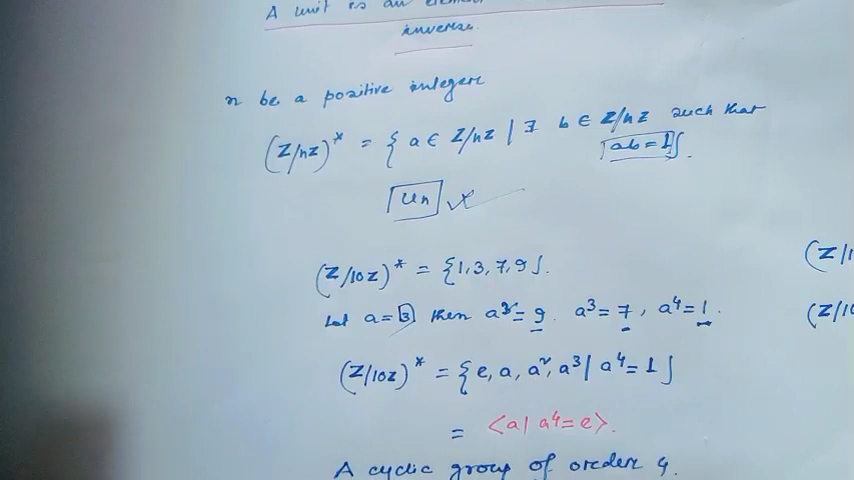 A unit is an element
inverse.
n be a positive integer
(Z/nZ)* = { a ∈ Z/nZ | ∃ b ∈ Z/nZ such that
ab = 1}.
Un
(Z/10Z)* = {1,3,7,9}.
Let a=3 then a² = 9. a³ = 7, a⁴ = 1.
(Z/10Z)* = {e, a, a², a³ | a⁴ = 1}
= <a | a⁴ = e>.
A cyclic group of order 4.
(Z/1
(Z/10